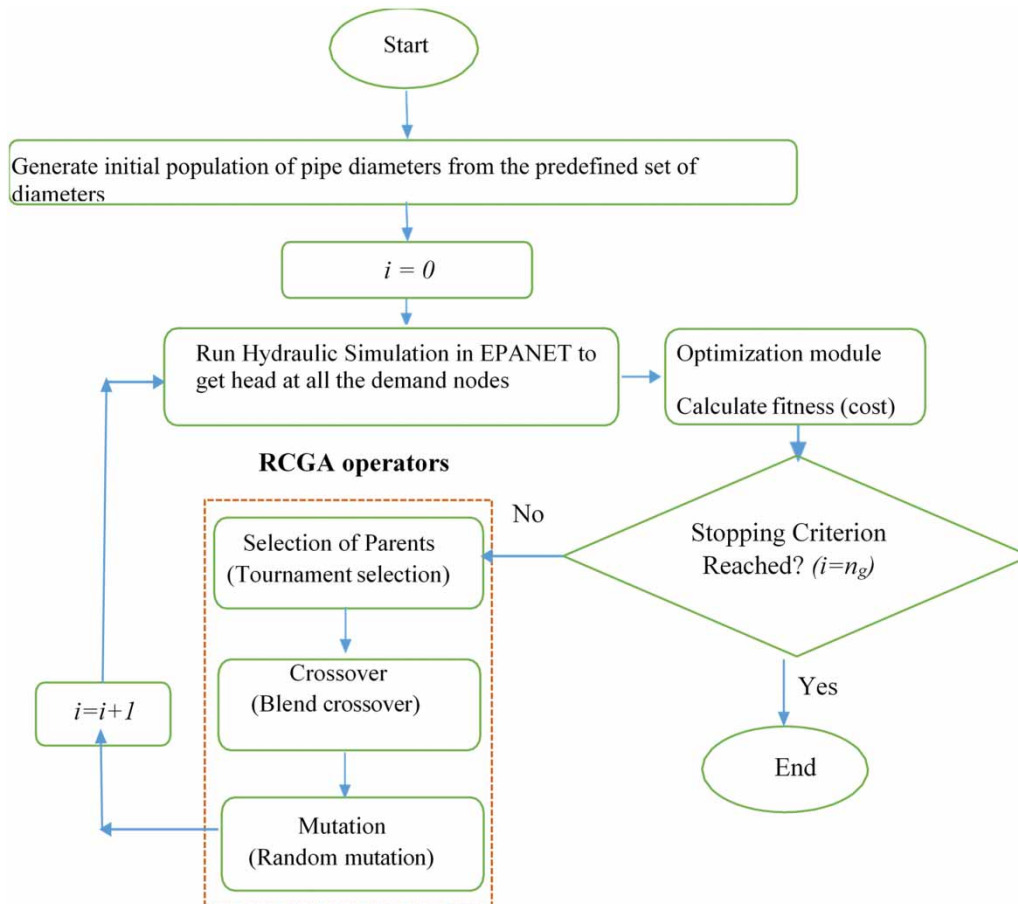 Start
Generate initial population of pipe diameters from the predefined set of
diameters
i = 0
Run Hydraulic Simulation in EPANET to
get head at all the demand nodes
Optimization module
Calculate fitness (cost)
RCGA operators
No
Stopping Criterion
Reached? (i=ng)
Selection of Parents
(Tournament selection)
Crossover
(Blend crossover)
i=i+1
Yes
End
Mutation
(Random mutation)